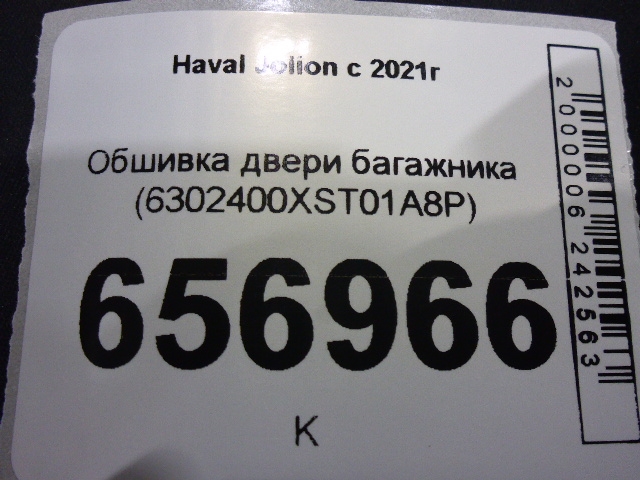 Haval Jolion с 2021г
Обшивка двери багажника
(6302400XST01A8P)
656966
К
2000006242563